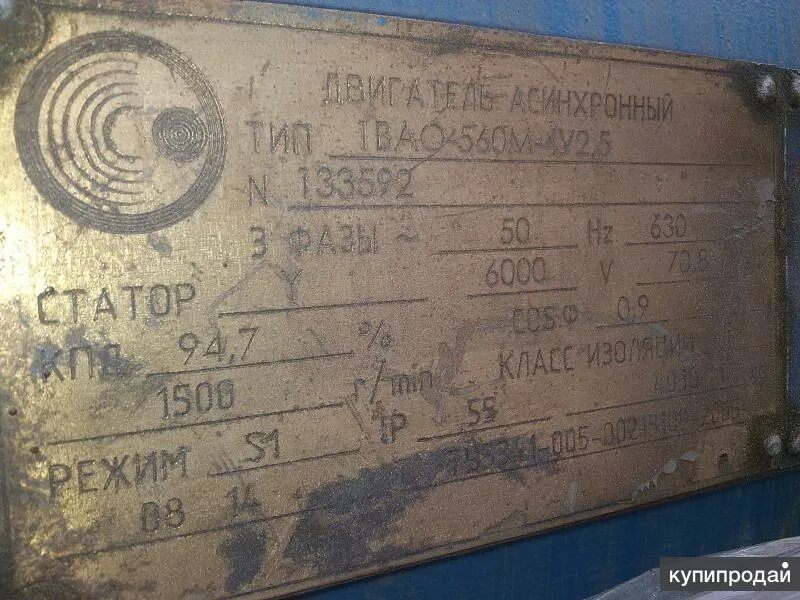 ДВИГАТЕЛЬ АСИНХРОННЫЙ
ТИП 1ВАО-560М-4У2,5
N 133592
3 ФАЗЫ ~ 50 Hz 630
СТАТОР Y 6000 V 70,8
КПД 94,7 % COS φ 0,9
1500 r/min КЛАСС ИЗОЛЯЦИИ
РЕЖИМ S1 IP 55
08 14
купипродай